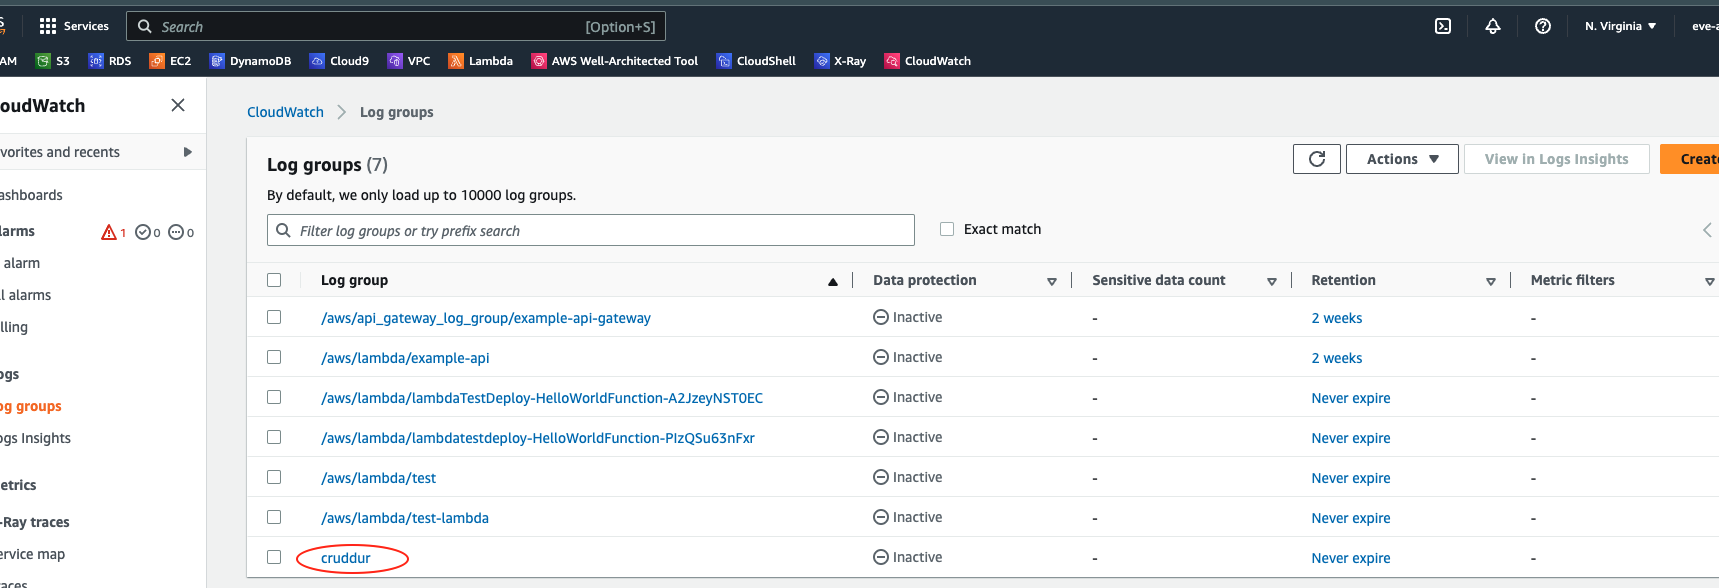 Services Search [Option+S] N. Virginia eve-a
AM S3 RDS EC2 DynamoDB Cloud9 VPC Lambda AWS Well-Architected Tool CloudShell X-Ray CloudWatch
oudWatch
vorites and recents
ashboards
larms 1 0 0
alarm
l alarms
lling
ogs
og groups
ogs Insights
etrics
-Ray traces
ervice map
races
CloudWatch Log groups
Log groups (7)
Actions View in Logs Insights Create
By default, we only load up to 10000 log groups.
Filter log groups or try prefix search Exact match
Log group Data protection Sensitive data count Retention Metric filters
/aws/api_gateway_log_group/example-api-gateway Inactive - 2 weeks -
/aws/lambda/example-api Inactive - 2 weeks -
/aws/lambda/lambdaTestDeploy-HelloWorldFunction-A2JzeyNST0EC Inactive - Never expire -
/aws/lambda/lambdatestdeploy-HelloWorldFunction-PIzQSu63nFxr Inactive - Never expire -
/aws/lambda/test Inactive - Never expire -
/aws/lambda/test-lambda Inactive - Never expire -
cruddur Inactive - Never expire -